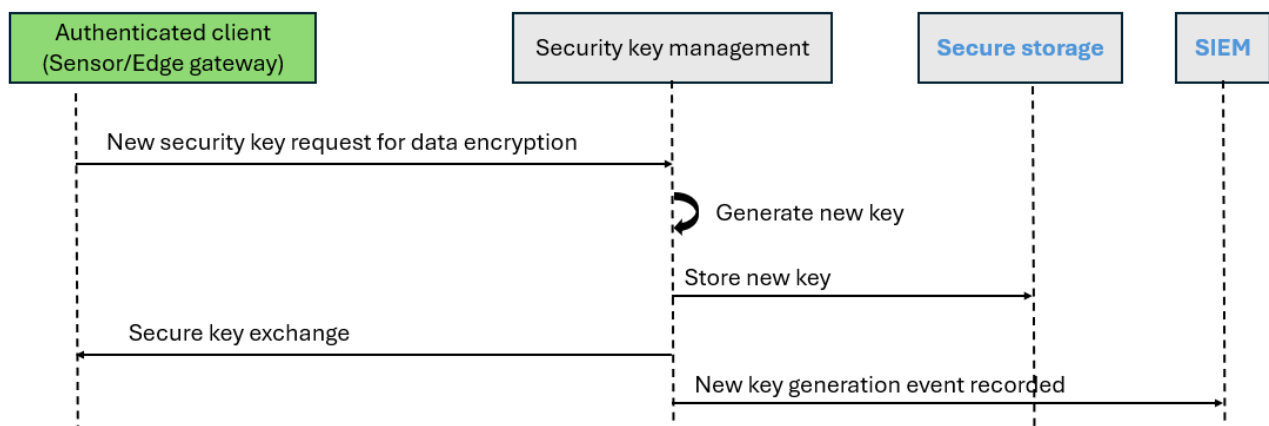 Authenticated client
(Sensor/Edge gateway)
Security key management
Secure storage
SIEM
New security key request for data encryption
Generate new key
Store new key
Secure key exchange
New key generation event recorded